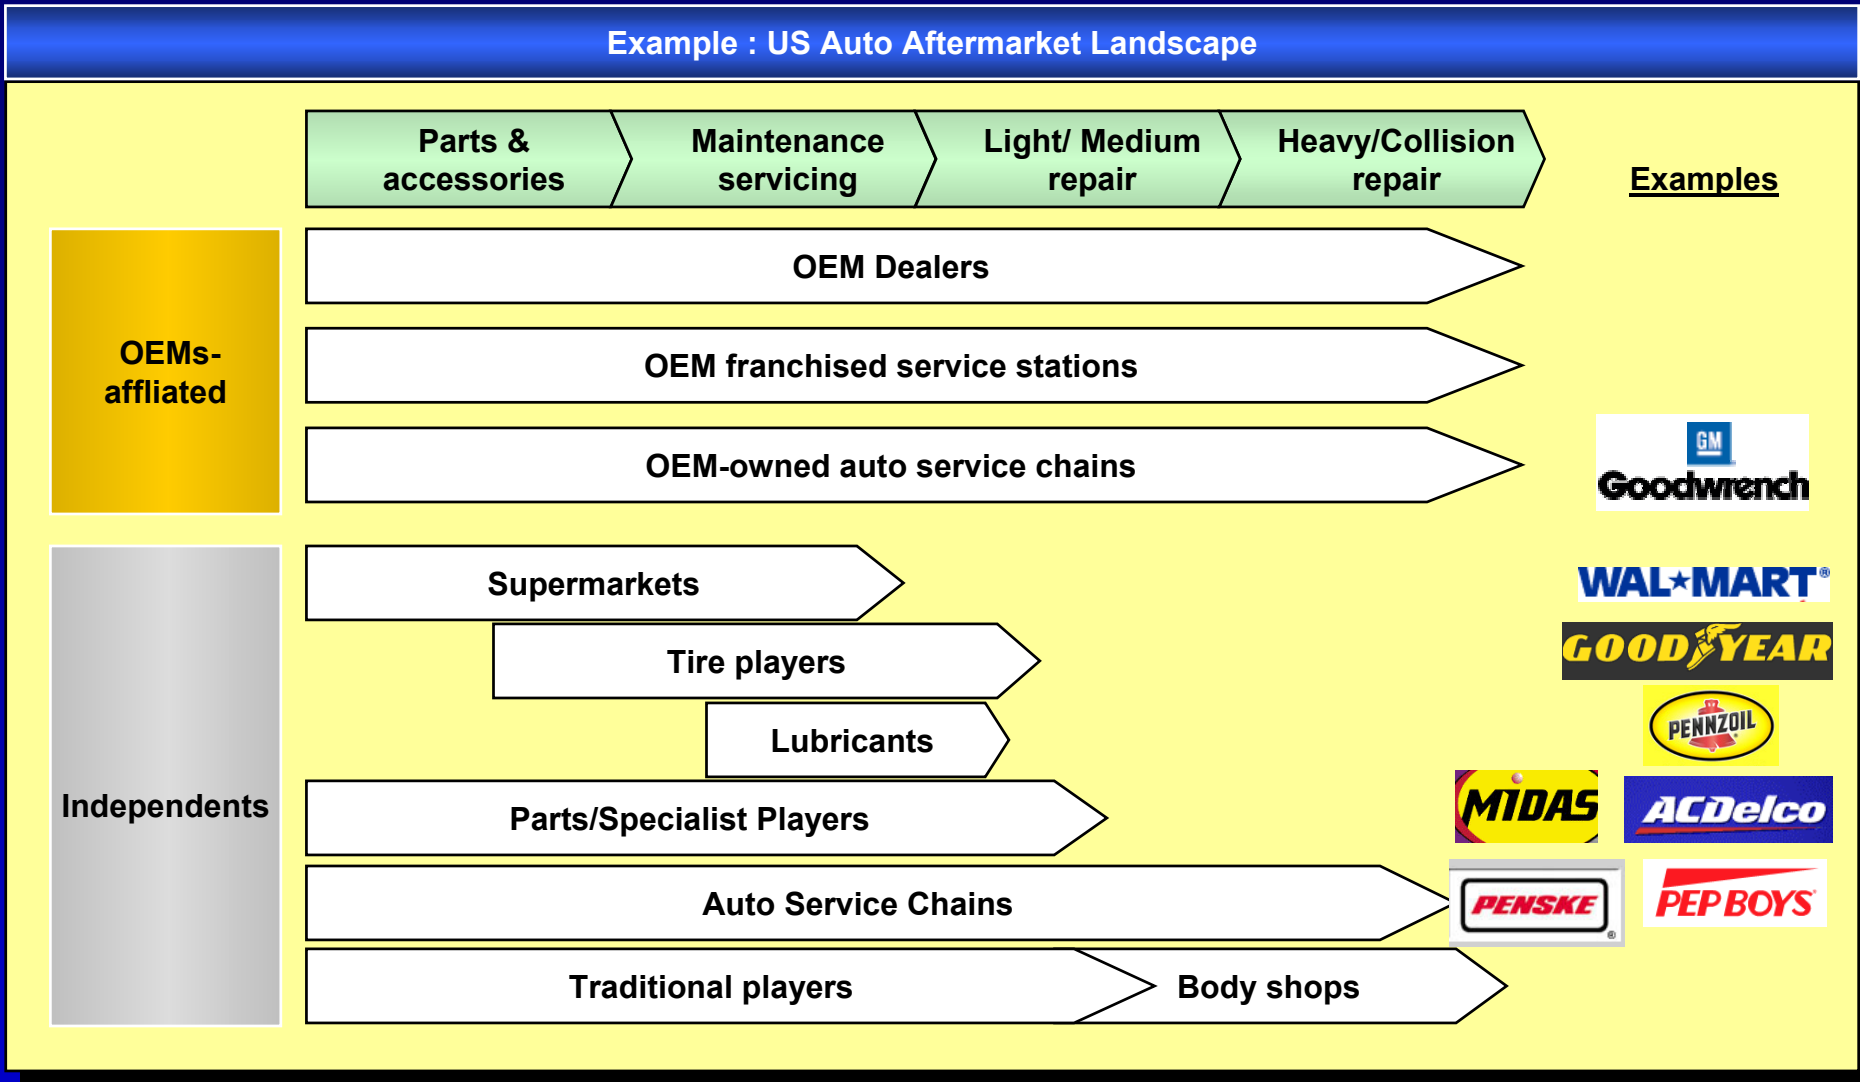 Example : US Auto Aftermarket Landscape
Parts &
accessories
Maintenance
servicing
Light/ Medium
repair
Heavy/Collision
repair
Examples
OEMs-
affliated
OEM Dealers
OEM franchised service stations
OEM-owned auto service chains
GM
Goodwrench
Independents
Supermarkets
WAL★MART®
Tire players
GOODYEAR
Lubricants
PENNZOIL
Parts/Specialist Players
MIDAS
ACDelco
Auto Service Chains
PENSKE
®
PEP BOYS
Traditional players
Body shops